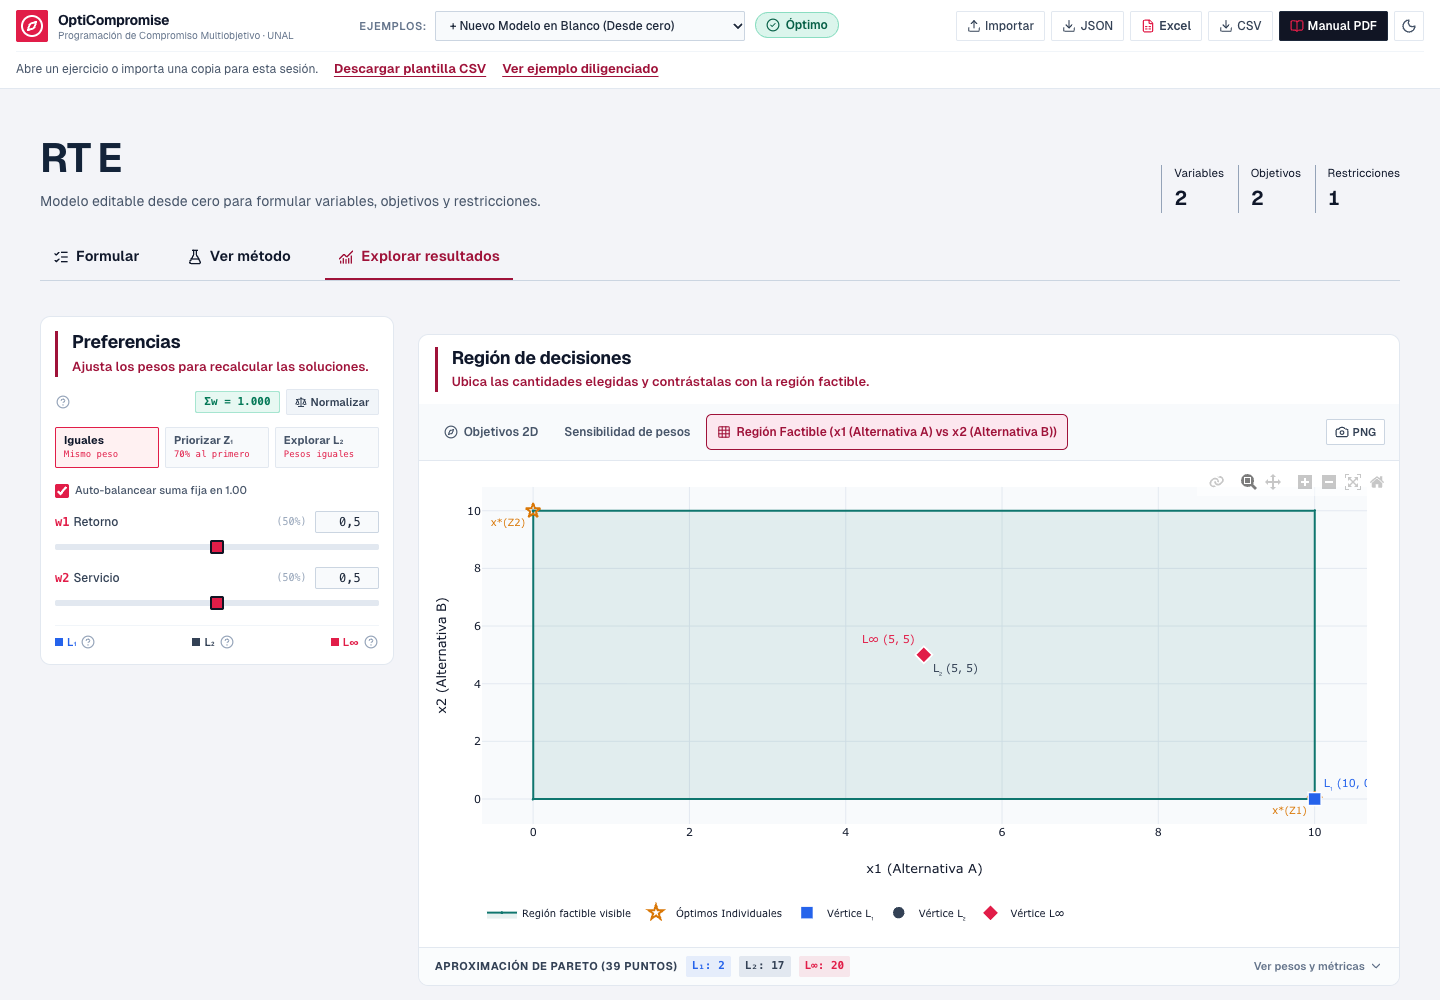 OptiCompromise
Programación de Compromiso Multiobjetivo · UNAL
EJEMPLOS:
+ Nuevo Modelo en Blanco (Desde cero)
Óptimo
Importar
JSON
Excel
CSV
Manual PDF
Abre un ejercicio o importa una copia para esta sesión.
Descargar plantilla CSV
Ver ejemplo diligenciado
RT E
Modelo editable desde cero para formular variables, objetivos y restricciones.
Variables
2
Objetivos
2
Restricciones
1
Formular
Ver método
Explorar resultados
Preferencias
Ajusta los pesos para recalcular las soluciones.
Σw = 1.000
Normalizar
Iguales
Mismo peso
Priorizar Z₁
70% al primero
Explorar L₂
Pesos iguales
Auto-balancear suma fija en 1.00
w1 Retorno
(50%)
0,5
w2 Servicio
(50%)
0,5
L₁
L₂
L∞
Región de decisiones
Ubica las cantidades elegidas y contrástalas con la región factible.
Objetivos 2D
Sensibilidad de pesos
Región Factible (x1 (Alternativa A) vs x2 (Alternativa B))
PNG
10
8
6
4
2
0
x2 (Alternativa B)
x*(Z2)
L∞ (5, 5)
L₂ (5, 5)
L₁ (10,
x*(Z1)
0
2
4
6
8
10
x1 (Alternativa A)
Región factible visible
Óptimos Individuales
Vértice L₁
Vértice L₂
Vértice L∞
APROXIMACIÓN DE PARETO (39 PUNTOS)
L₁: 2
L₂: 17
L∞: 20
Ver pesos y métricas